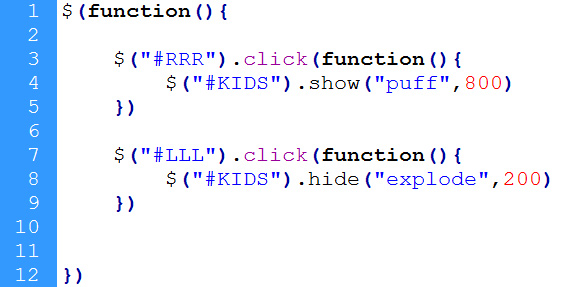 1 $(function(){
2
3 $("#RRR").click(function(){
4 $("#KIDS").show("puff",800)
5 })
6
7 $("#LLL").click(function(){
8 $("#KIDS").hide("explode",200)
9 })
10
11
12 })